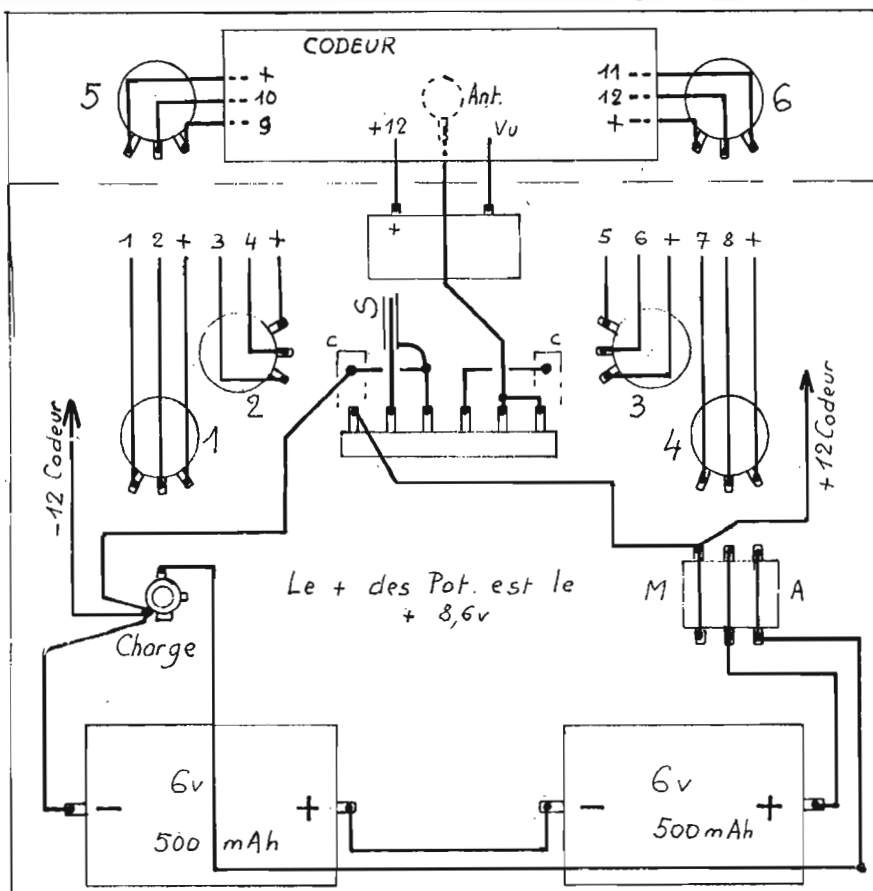 CODEUR
5
+
10
9
Ant.
+12
Vu
11
12
+
6
+
1 2 + 3 4 +
5 6 + 7 8 +
S
c
c
2
3
1
4
-12 Codeur
+12 Codeur
Le + des Pot. est le
+ 8,6v
M
A
Charge
6v
- +
500 mAh
6v
- +
500 mAh